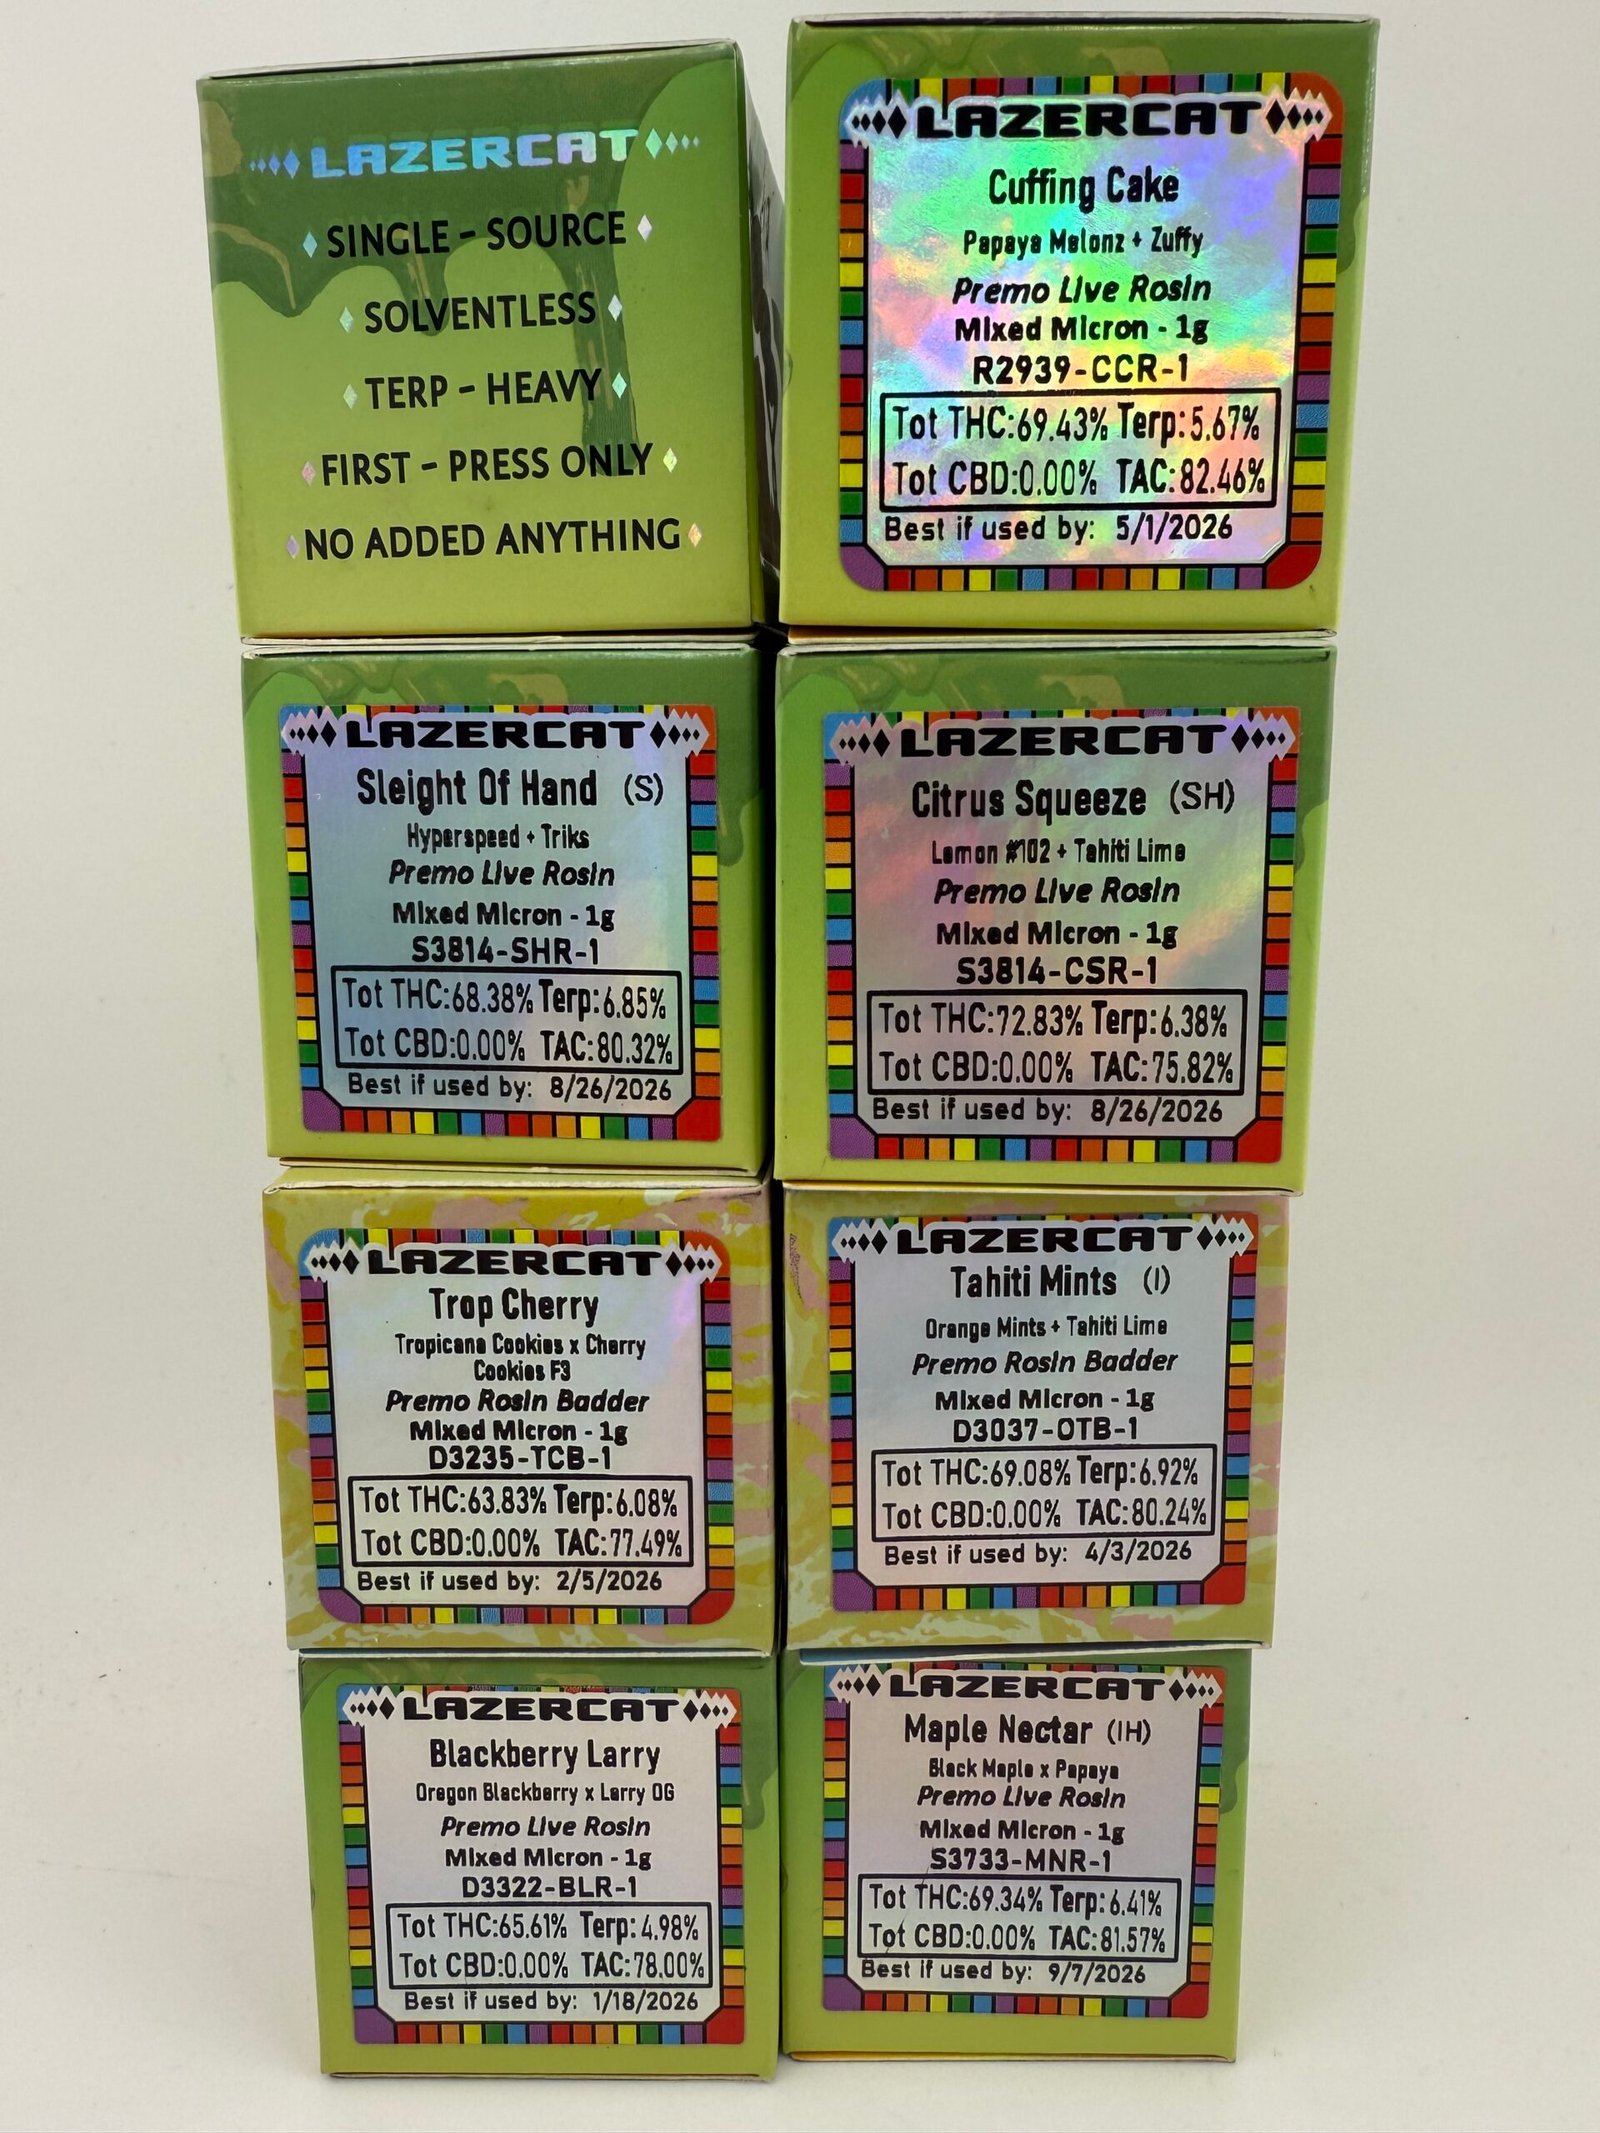 LAZERCAT
SINGLE - SOURCE
SOLVENTLESS
TERP - HEAVY
FIRST - PRESS ONLY
NO ADDED ANYTHING
LAZERCAT
Cuffing Cake
Papaya Melonz + Zuffy
Premo Live Rosin
Mixed Micron - 1g
R2939-CCR-1
Tot THC:69.43% Terp:5.67%
Tot CBD:0.00% TAC:82.46%
Best if used by: 5/1/2026
LAZERCAT
Sleight Of Hand (S)
Hyperspeed + Triks
Premo Live Rosin
Mixed Micron - 1g
S3814-SHR-1
Tot THC:68.38% Terp:6.85%
Tot CBD:0.00% TAC:80.32%
Best if used by: 8/26/2026
LAZERCAT
Citrus Squeeze (SH)
Lemon #102 + Tahiti Lime
Premo Live Rosin
Mixed Micron - 1g
S3814-CSR-1
Tot THC:72.83% Terp:6.38%
Tot CBD:0.00% TAC:75.82%
Best if used by: 8/26/2026
LAZERCAT
Trop Cherry
Tropicana Cookies x Cherry
Cookies F3
Premo Rosin Badder
Mixed Micron - 1g
D3235-TCB-1
Tot THC:63.83% Terp:6.08%
Tot CBD:0.00% TAC:77.49%
Best if used by: 2/5/2026
LAZERCAT
Tahiti Mints (I)
Orange Mints + Tahiti Lime
Premo Rosin Badder
Mixed Micron - 1g
D3037-OTB-1
Tot THC:69.08% Terp:6.92%
Tot CBD:0.00% TAC:80.24%
Best if used by: 4/3/2026
LAZERCAT
Blackberry Larry
Oregon Blackberry x Larry OG
Premo Live Rosin
Mixed Micron - 1g
D3322-BLR-1
Tot THC:65.61% Terp:4.98%
Tot CBD:0.00% TAC:78.00%
Best if used by: 1/18/2026
LAZERCAT
Maple Nectar (IH)
Black Maple x Papaya
Premo Live Rosin
Mixed Micron - 1g
S3733-MNR-1
Tot THC:69.34% Terp:6.41%
Tot CBD:0.00% TAC:81.57%
Best if used by: 9/7/2026